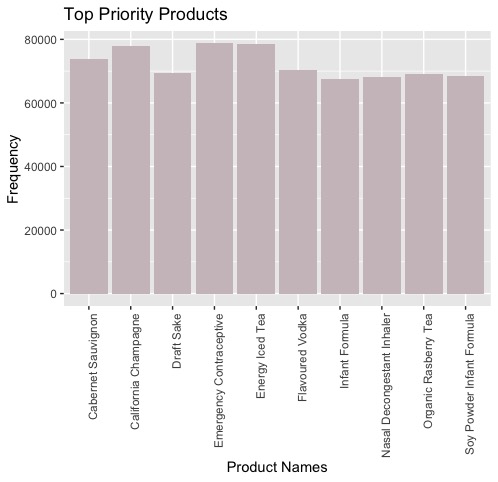 Top Priority Products
Frequency
80000
60000
40000
20000
0
Cabernet Sauvignon
California Champagne
Draft Sake
Emergency Contraceptive
Energy Iced Tea
Flavoured Vodka
Infant Formula
Nasal Decongestant Inhaler
Organic Rasberry Tea
Soy Powder Infant Formula
Product Names